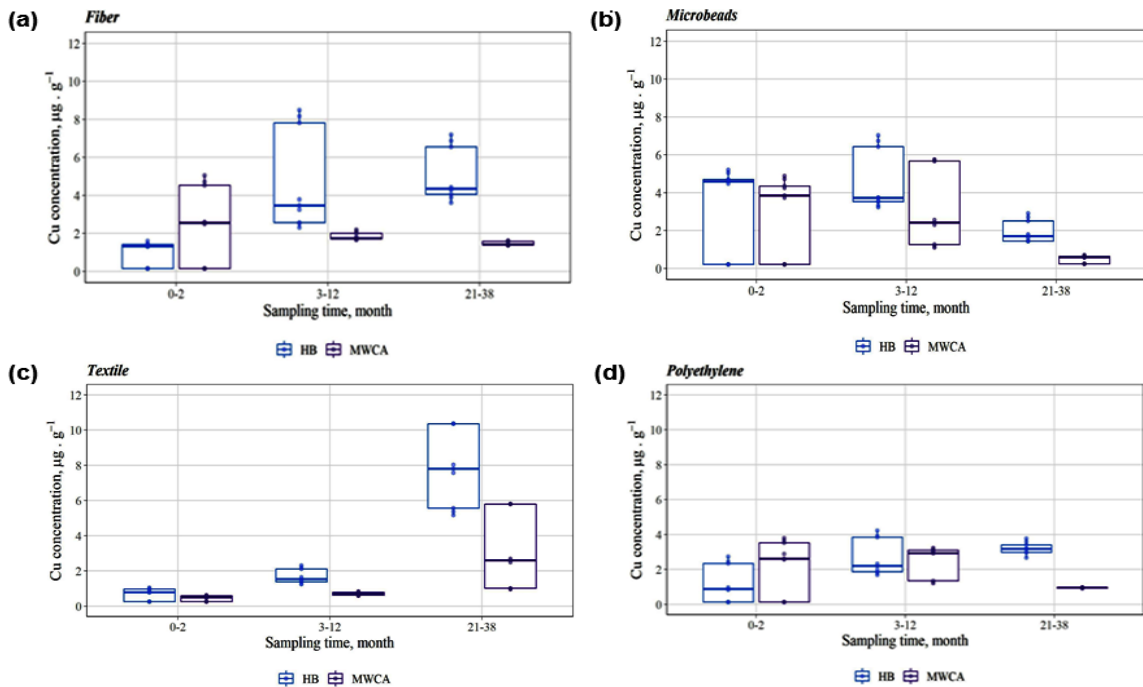 (a)
Fiber
12
10
8
6
4
2
0
Cu concentration, µg . g⁻¹
0-2
3-12
21-38
Sampling time, month
HB MWCA
(b)
Microbeads
12
10
8
6
4
2
0
Cu concentration, µg . g⁻¹
0-2
3-12
21-38
Sampling time, month
HB MWCA
(c)
Textile
12
10
8
6
4
2
0
Cu concentration, µg . g⁻¹
0-2
3-12
21-38
Sampling time, month
HB MWCA
(d)
Polyethylene
12
10
8
6
4
2
0
Cu concentration, µg . g⁻¹
0-2
3-12
21-38
Sampling time, month
HB MWCA